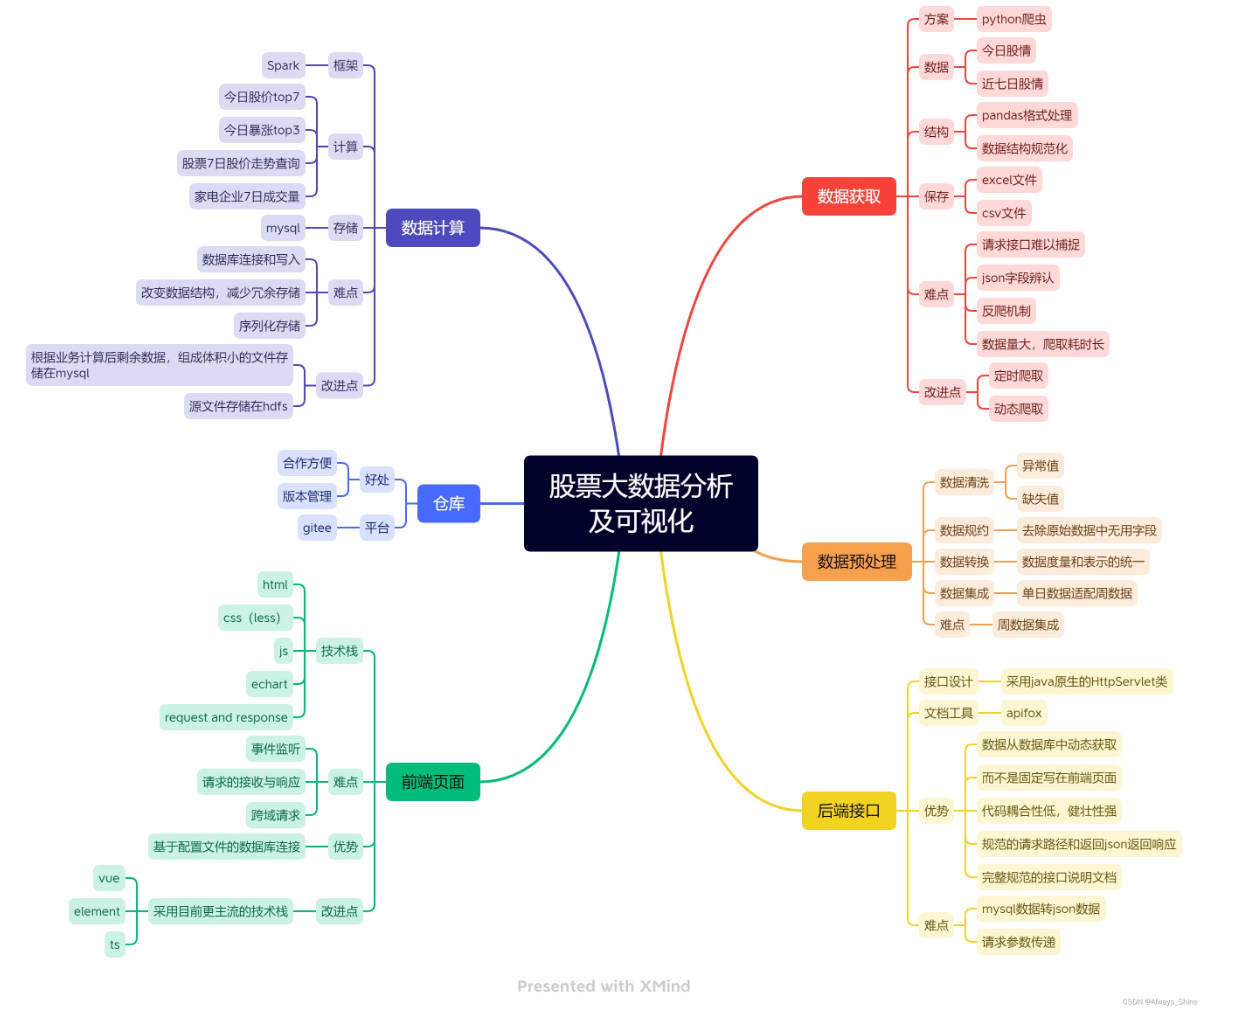 股票大数据分析
及可视化
数据获取
方案
python爬虫
数据
今日股情
近七日股情
结构
pandas格式处理
数据结构规范化
保存
excel文件
csv文件
难点
请求接口难以捕捉
json字段辨认
反爬机制
数据量大，爬取耗时长
改进点
定时爬取
动态爬取
数据预处理
数据清洗
异常值
缺失值
数据规约
去除原始数据中无用字段
数据转换
数据度量和表示的统一
数据集成
单日数据适配周数据
难点
周数据集成
后端接口
接口设计
采用java原生的HttpServlet类
文档工具
apifox
优势
数据从数据库中动态获取
而不是固定写在前端页面
代码耦合性低，健壮性强
规范的请求路径和返回json返回响应
完整规范的接口说明文档
难点
mysql数据转json数据
请求参数传递
数据计算
框架
Spark
计算
今日股价top7
今日暴涨top3
股票7日股价走势查询
家电企业7日成交量
存储
mysql
难点
数据库连接和写入
改变数据结构，减少冗余存储
序列化存储
改进点
根据业务计算后剩余数据，组成体积小的文件存
储在mysql
源文件存储在hdfs
仓库
好处
合作方便
版本管理
平台
gitee
前端页面
技术栈
html
css（less）
js
echart
request and response
难点
事件监听
请求的接收与响应
跨域请求
优势
基于配置文件的数据库连接
改进点
采用目前更主流的技术栈
vue
element
ts
Presented with XMind
CSDN @Always_Shine